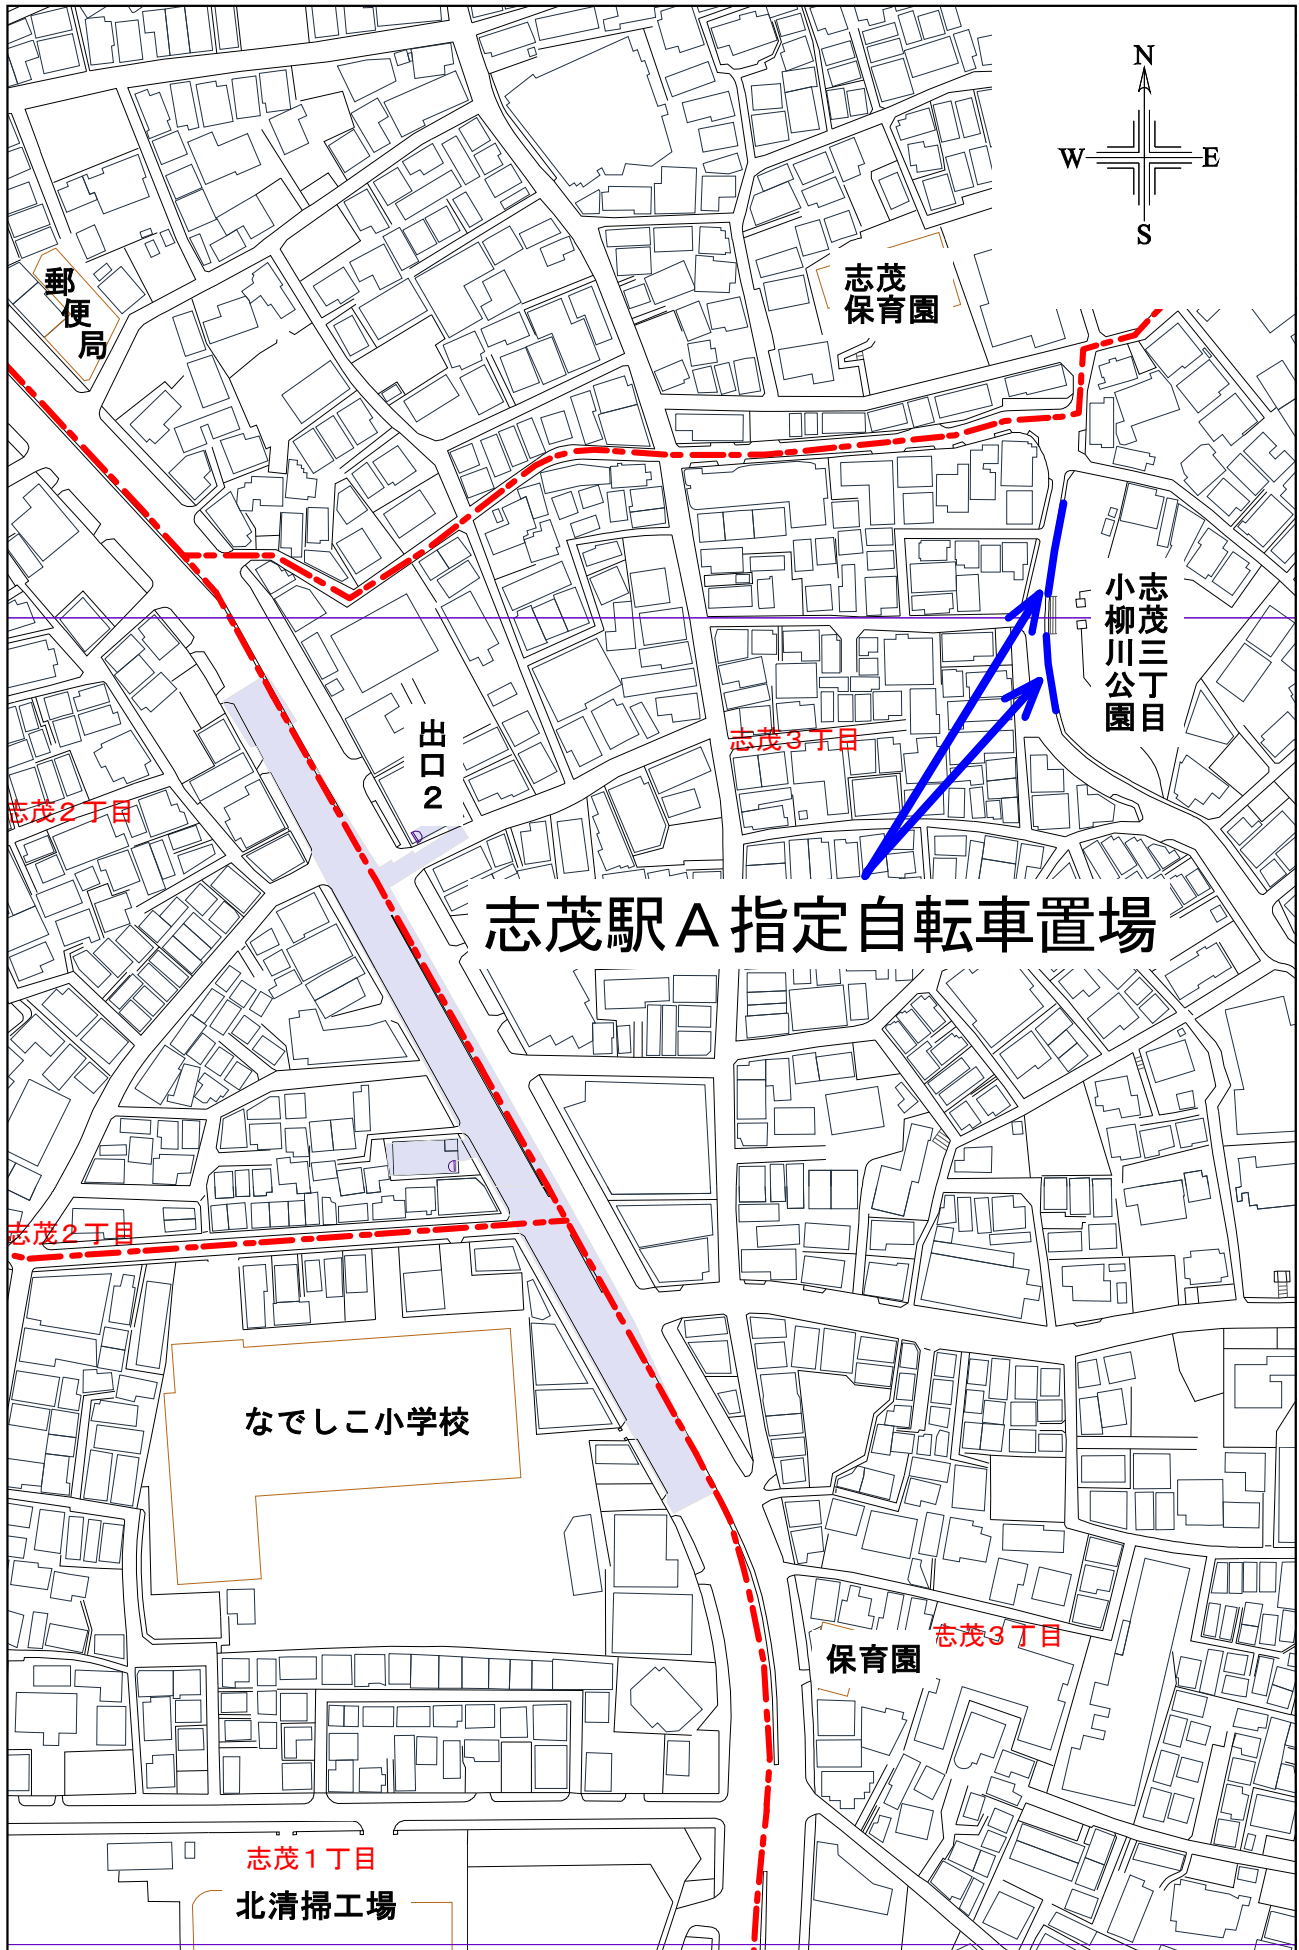 N
W
E
S
郵便局
志茂
保育園
志茂三丁目
小柳川公園
出口2
志茂3丁目
志茂2丁目
志茂駅A指定自転車置場
志茂2丁目
なでしこ小学校
志茂3丁目
保育園
志茂1丁目
北清掃工場